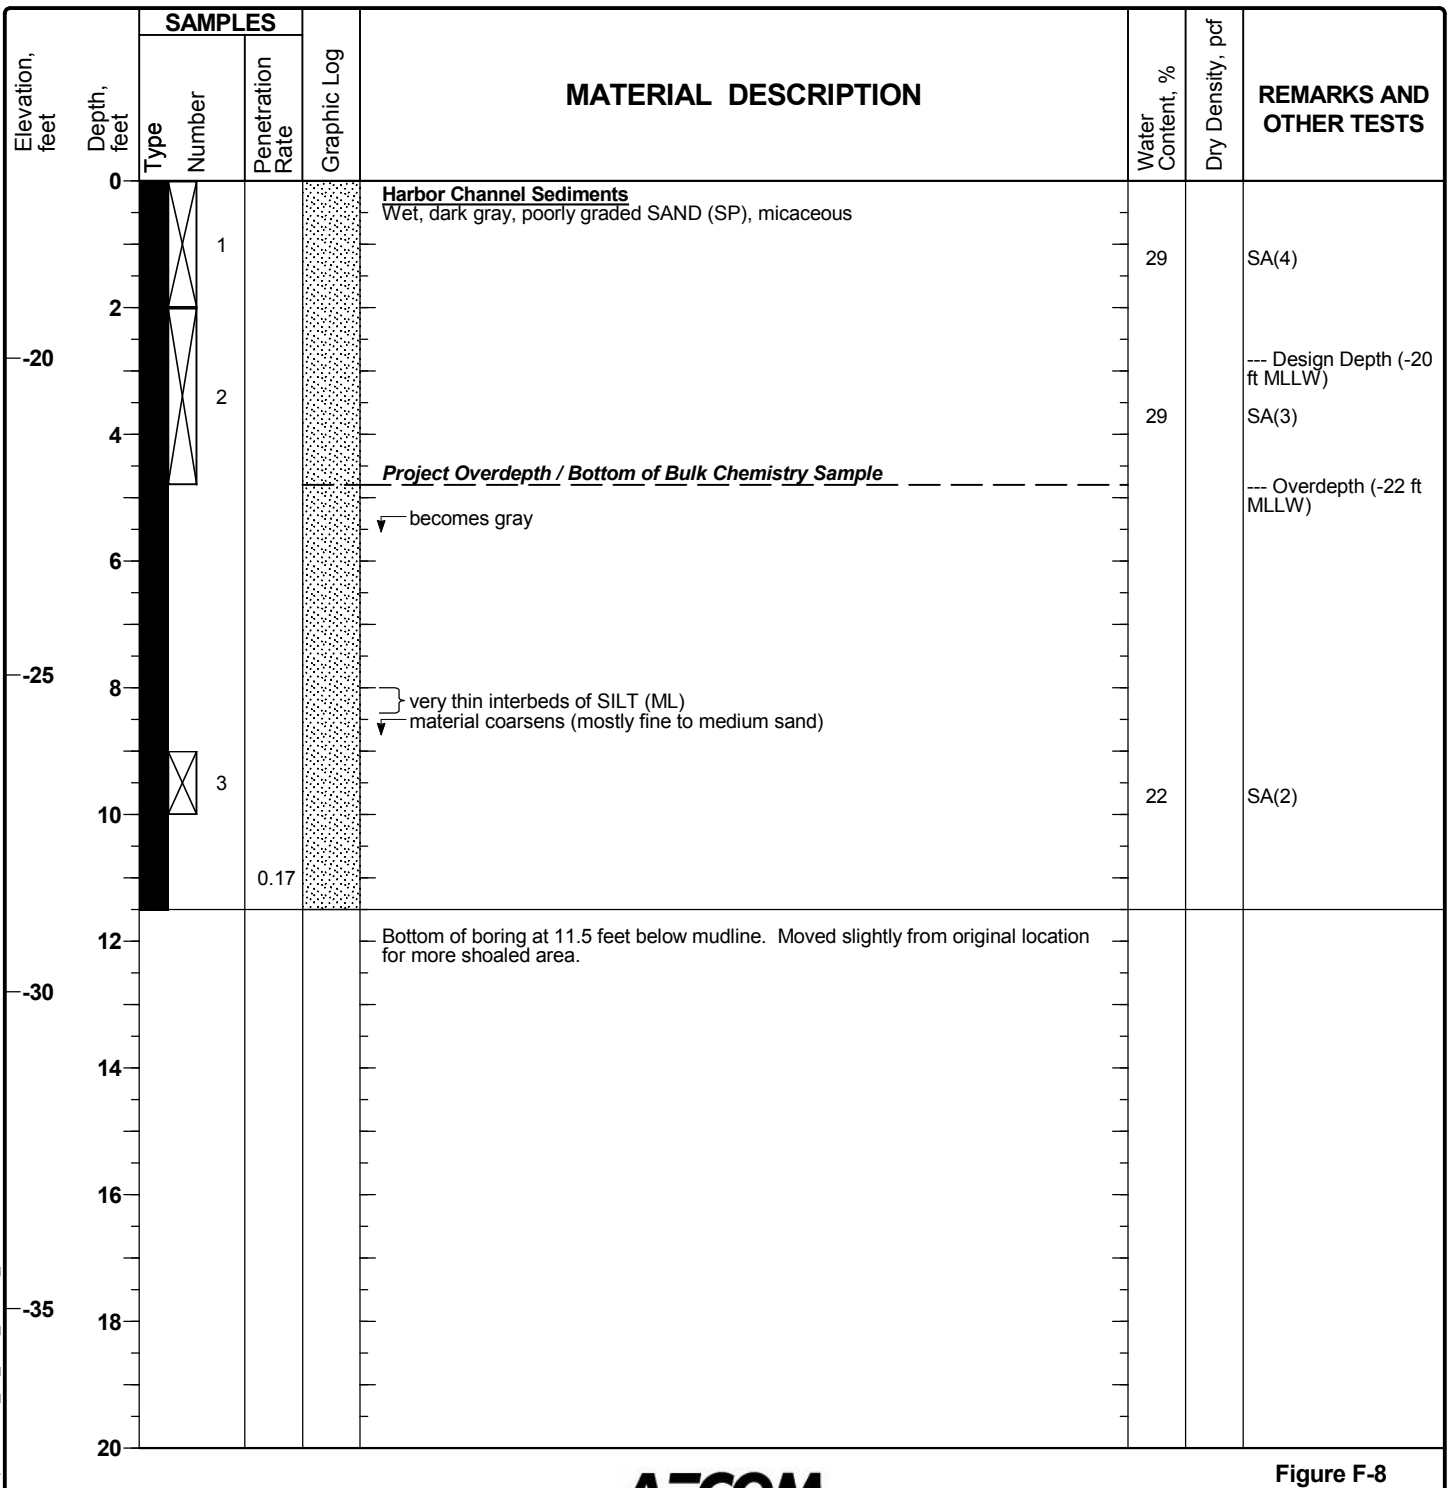 SAMPLES
Elevation, feet
Depth, feet
Type
Number
Penetration Rate
Graphic Log
MATERIAL DESCRIPTION
Water Content, %
Dry Density, pcf
REMARKS AND
OTHER TESTS
0
Harbor Channel Sediments
Wet, dark gray, poorly graded SAND (SP), micaceous
1
29
SA(4)
2
-20
--- Design Depth (-20
ft MLLW)
2
29
SA(3)
4
Project Overdepth / Bottom of Bulk Chemistry Sample
--- Overdepth (-22 ft
MLLW)
becomes gray
6
-25
8
very thin interbeds of SILT (ML)
material coarsens (mostly fine to medium sand)
3
22
SA(2)
10
0.17
12
Bottom of boring at 11.5 feet below mudline. Moved slightly from original location
for more shoaled area.
-30
14
16
-35
18
20
Figure F-8
AECOM